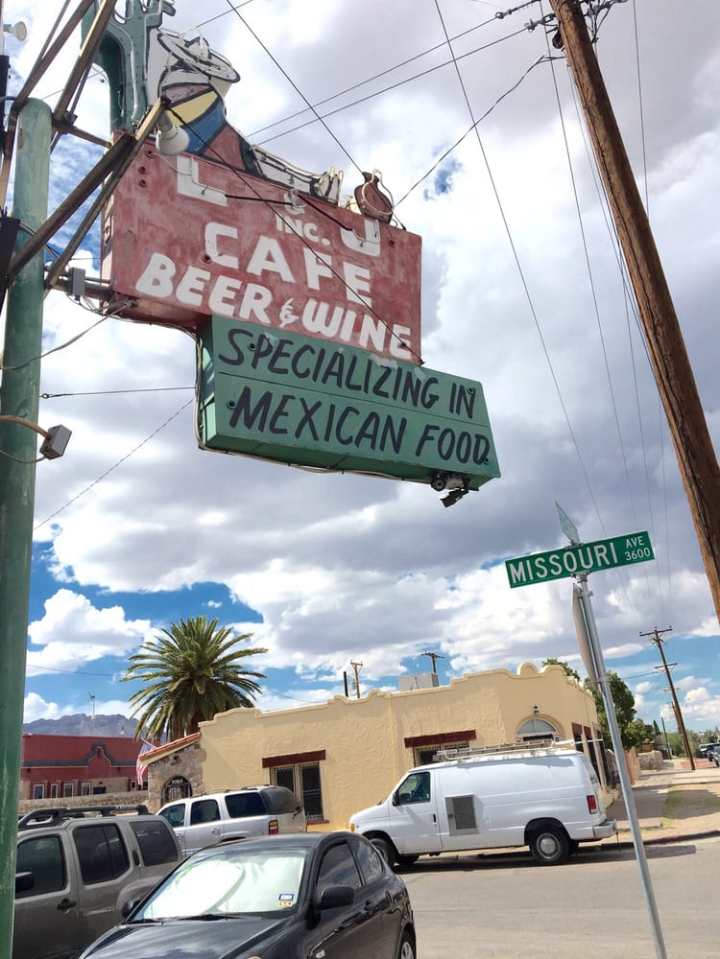 L & J
INC.
CAFE
BEER & WINE
SPECIALIZING IN
MEXICAN FOOD
MISSOURI AVE 3600